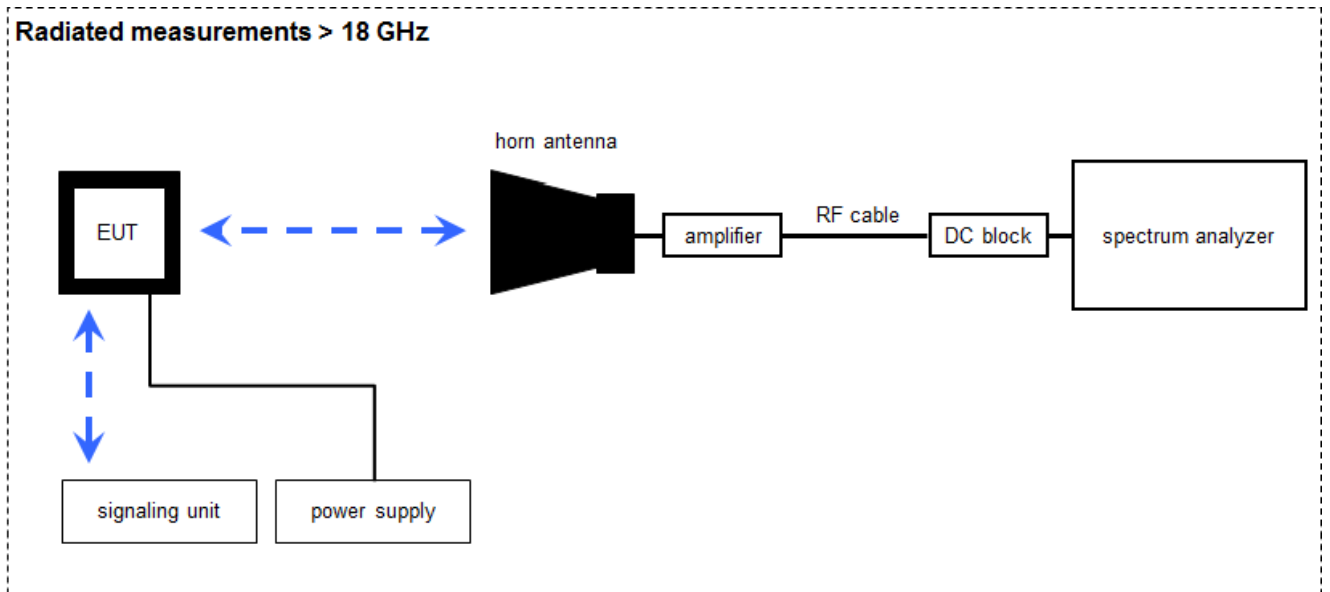 Radiated measurements > 18 GHz
horn antenna
EUT
amplifier
RF cable
DC block
spectrum analyzer
signaling unit
power supply